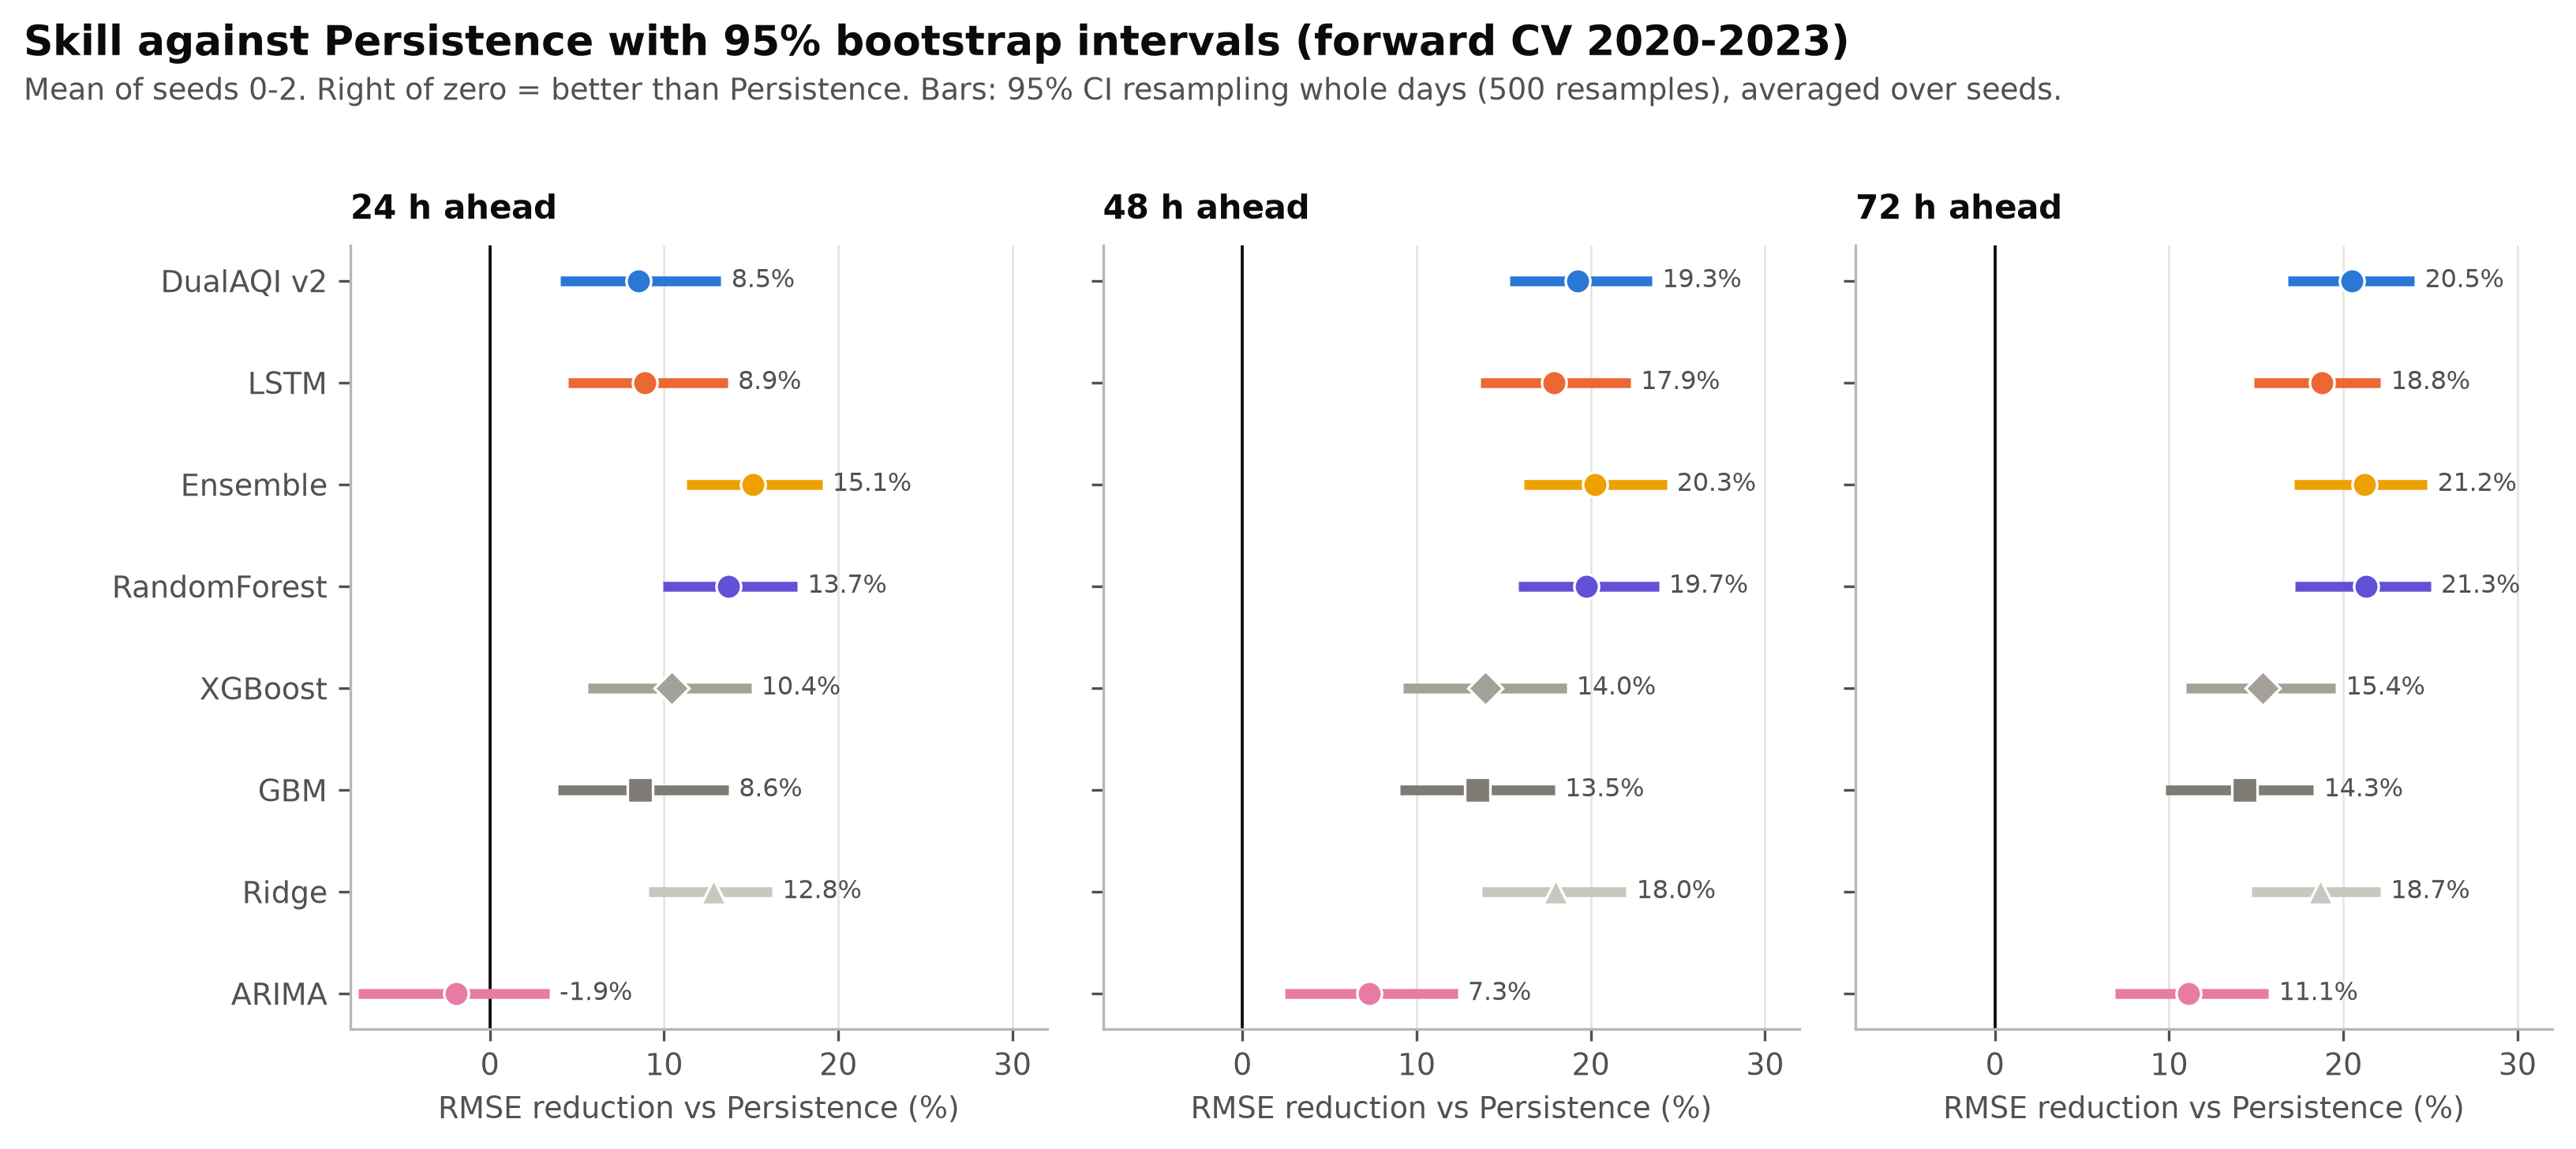 Skill against Persistence with 95% bootstrap intervals (forward CV 2020-2023)
Mean of seeds 0-2. Right of zero = better than Persistence. Bars: 95% CI resampling whole days (500 resamples), averaged over seeds.
24 h ahead
48 h ahead
72 h ahead
DualAQI v2 8.5% 19.3% 20.5%
LSTM 8.9% 17.9% 18.8%
Ensemble 15.1% 20.3% 21.2%
RandomForest 13.7% 19.7% 21.3%
XGBoost 10.4% 14.0% 15.4%
GBM 8.6% 13.5% 14.3%
Ridge 12.8% 18.0% 18.7%
ARIMA -1.9% 7.3% 11.1%
0 10 20 30 0 10 20 30 0 10 20 30
RMSE reduction vs Persistence (%)
RMSE reduction vs Persistence (%)
RMSE reduction vs Persistence (%)